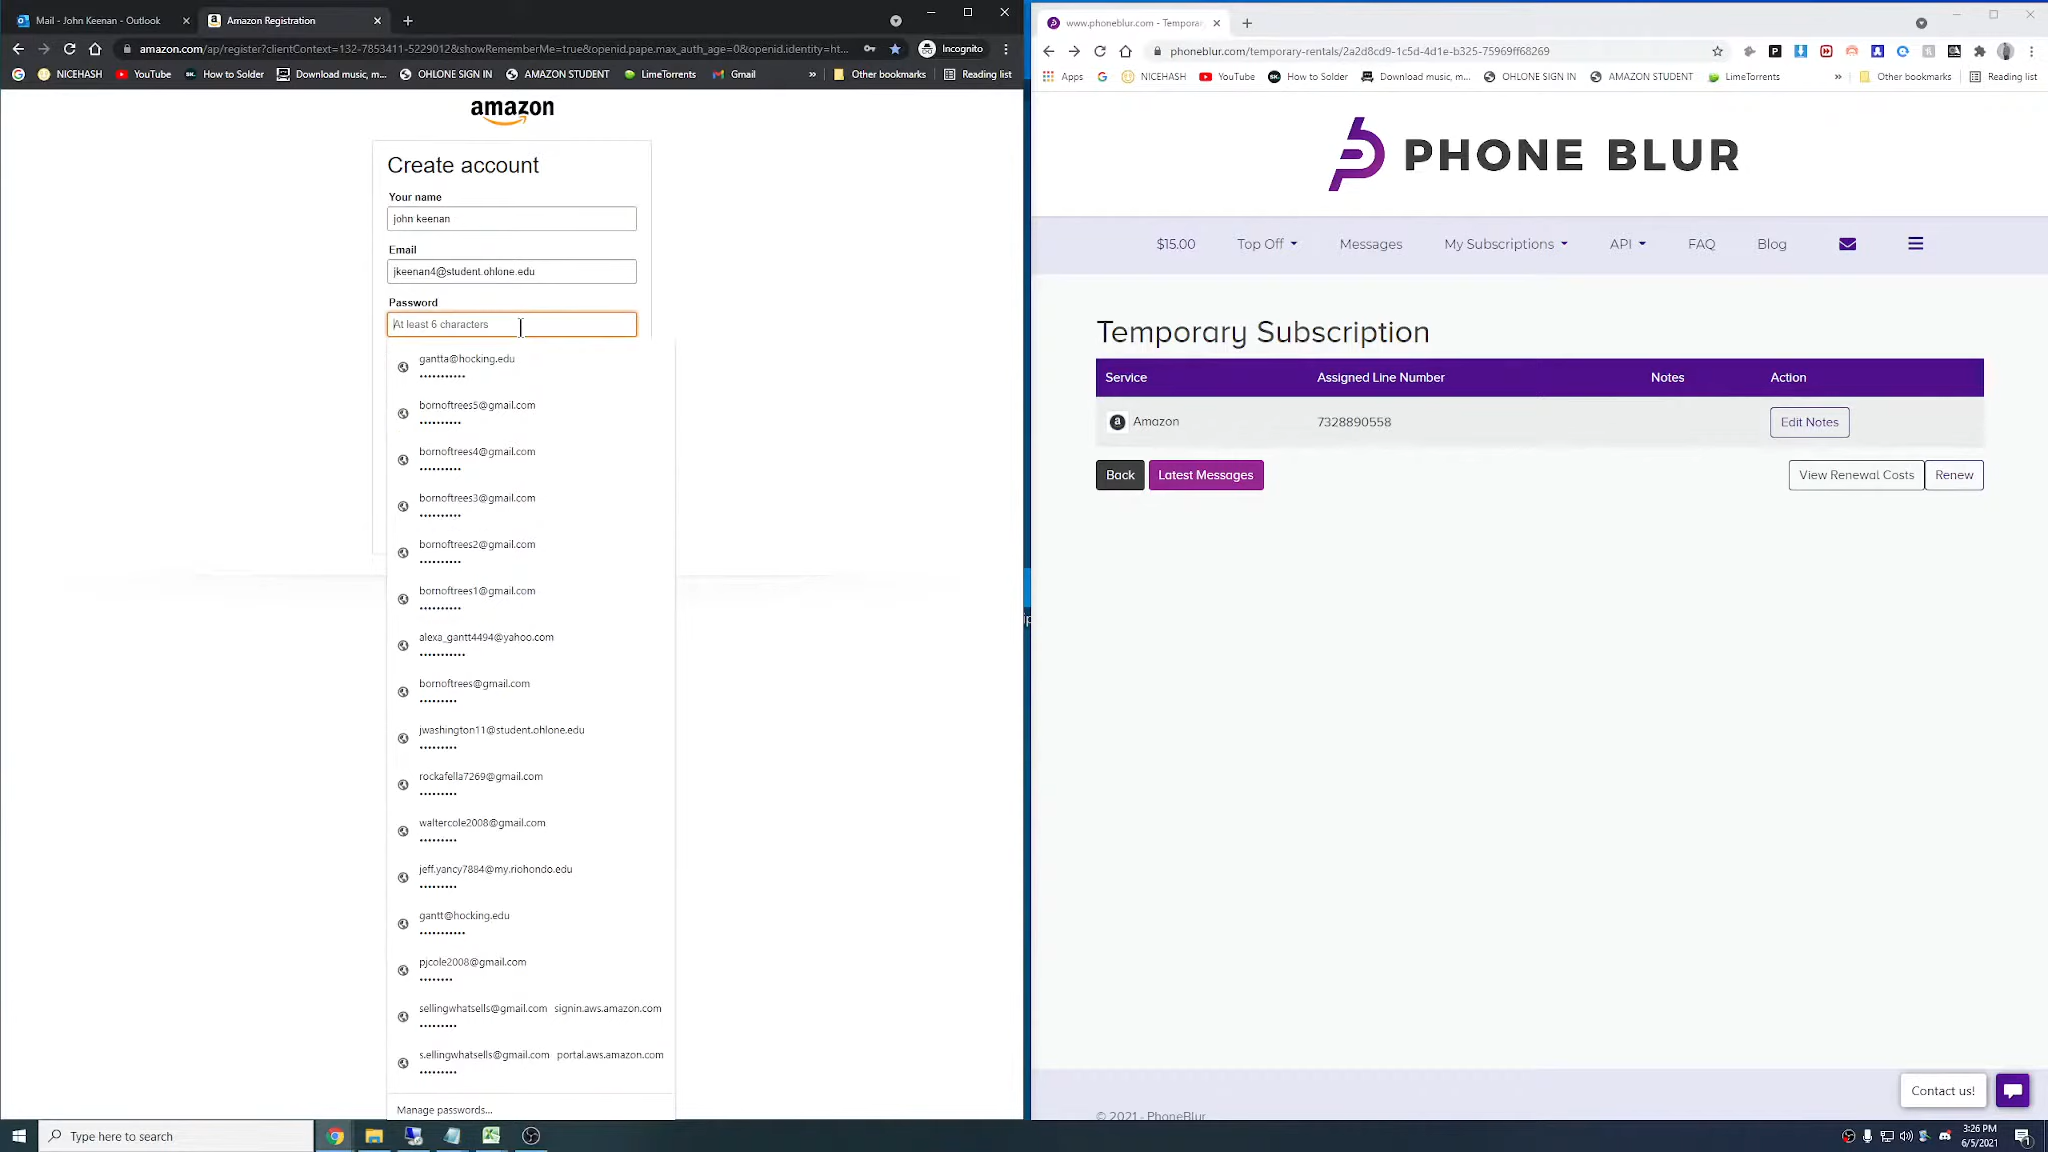 Mail - John Keenan - Outlook
Amazon Registration
amazon.com/ap/register?clientContext=132-7853411-5229012&showRememberMe=true&openid.pape.max_auth_age=0&openid.identity=ht...
Incognito
NICEHASH
YouTube
How to Solder
Download music, m...
OHLONE SIGN IN
AMAZON STUDENT
LimeTorrents
Gmail
»
Other bookmarks
Reading list
amazon
Create account
Your name
john keenan
Email
jkeenan4@student.ohlone.edu
Password
At least 6 characters
gantta@hocking.edu
•••••••••••
bornoftrees5@gmail.com
••••••••••
bornoftrees4@gmail.com
••••••••••
bornoftrees3@gmail.com
••••••••••
bornoftrees2@gmail.com
••••••••••
bornoftrees1@gmail.com
••••••••••
alexa_gantt4494@yahoo.com
•••••••••••
bornoftrees@gmail.com
•••••••••
jwashington11@student.ohlone.edu
•••••••••
rockafella7269@gmail.com
•••••••••
waltercole2008@gmail.com
•••••••••
jeff.yancy7884@my.riohondo.edu
•••••••••
gantt@hocking.edu
•••••••••••
pjcole2008@gmail.com
••••••••
sellingwhatsells@gmail.com signin.aws.amazon.com
•••••••••
s.ellingwhatsells@gmail.com portal.aws.amazon.com
•••••••••
Manage passwords...
www.phoneblur.com - Tempora
phoneblur.com/temporary-rentals/2a2d8cd9-1c5d-4d1e-b325-75969ff68269
Apps
NICEHASH
YouTube
How to Solder
Download music, m...
OHLONE SIGN IN
AMAZON STUDENT
LimeTorrents
»
Other bookmarks
Reading list
PHONE BLUR
$15.00
Top Off
Messages
My Subscriptions
API
FAQ
Blog
Temporary Subscription
Service Assigned Line Number Notes Action
Amazon 7328890558 Edit Notes
Back
Latest Messages
View Renewal Costs
Renew
Contact us!
© 2021 - PhoneBlur
Type here to search
3:26 PM
6/5/2021